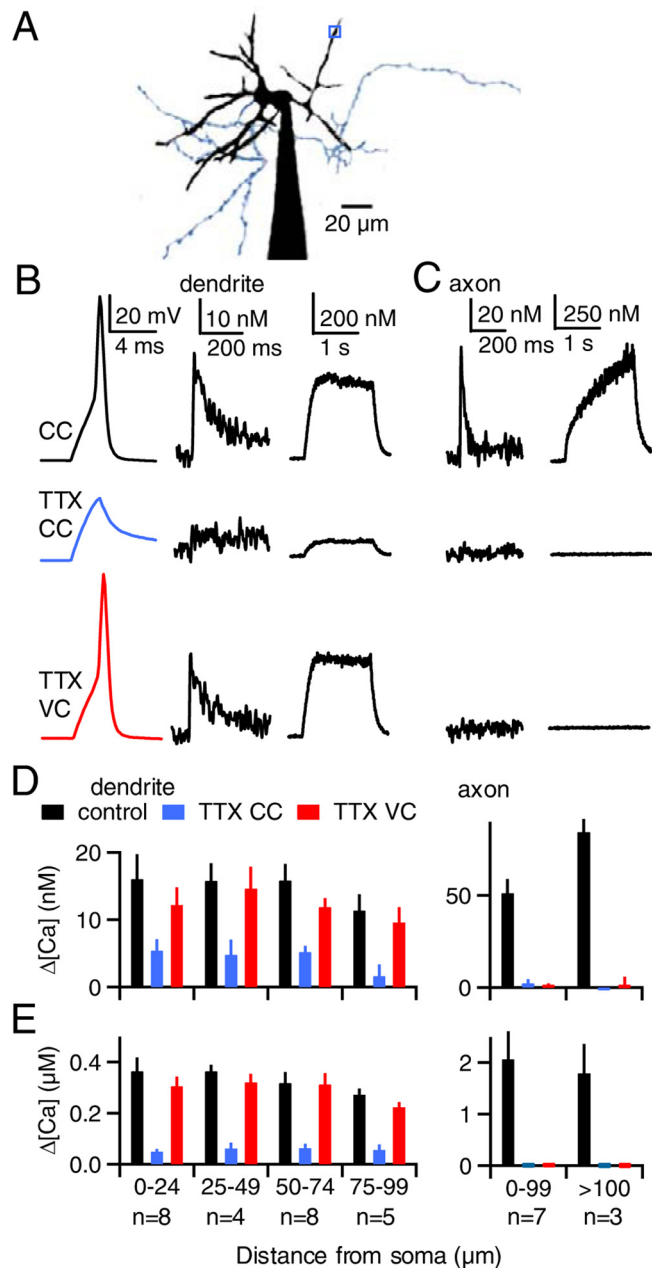 A
20 µm
B dendrite C axon
20 mV 10 nM 200 nM 20 nM 250 nM
4 ms 200 ms 1 s 200 ms 1 s
CC
TTX
CC
TTX
VC
D dendrite axon
control TTX CC TTX VC
20
10
0
Δ[Ca] (nM)
50
0
E
0.4
0.2
0.0
Δ[Ca] (µM)
2
1
0
0-24 25-49 50-74 75-99 0-99 >100
n=8 n=4 n=8 n=5 n=7 n=3
Distance from soma (µm)